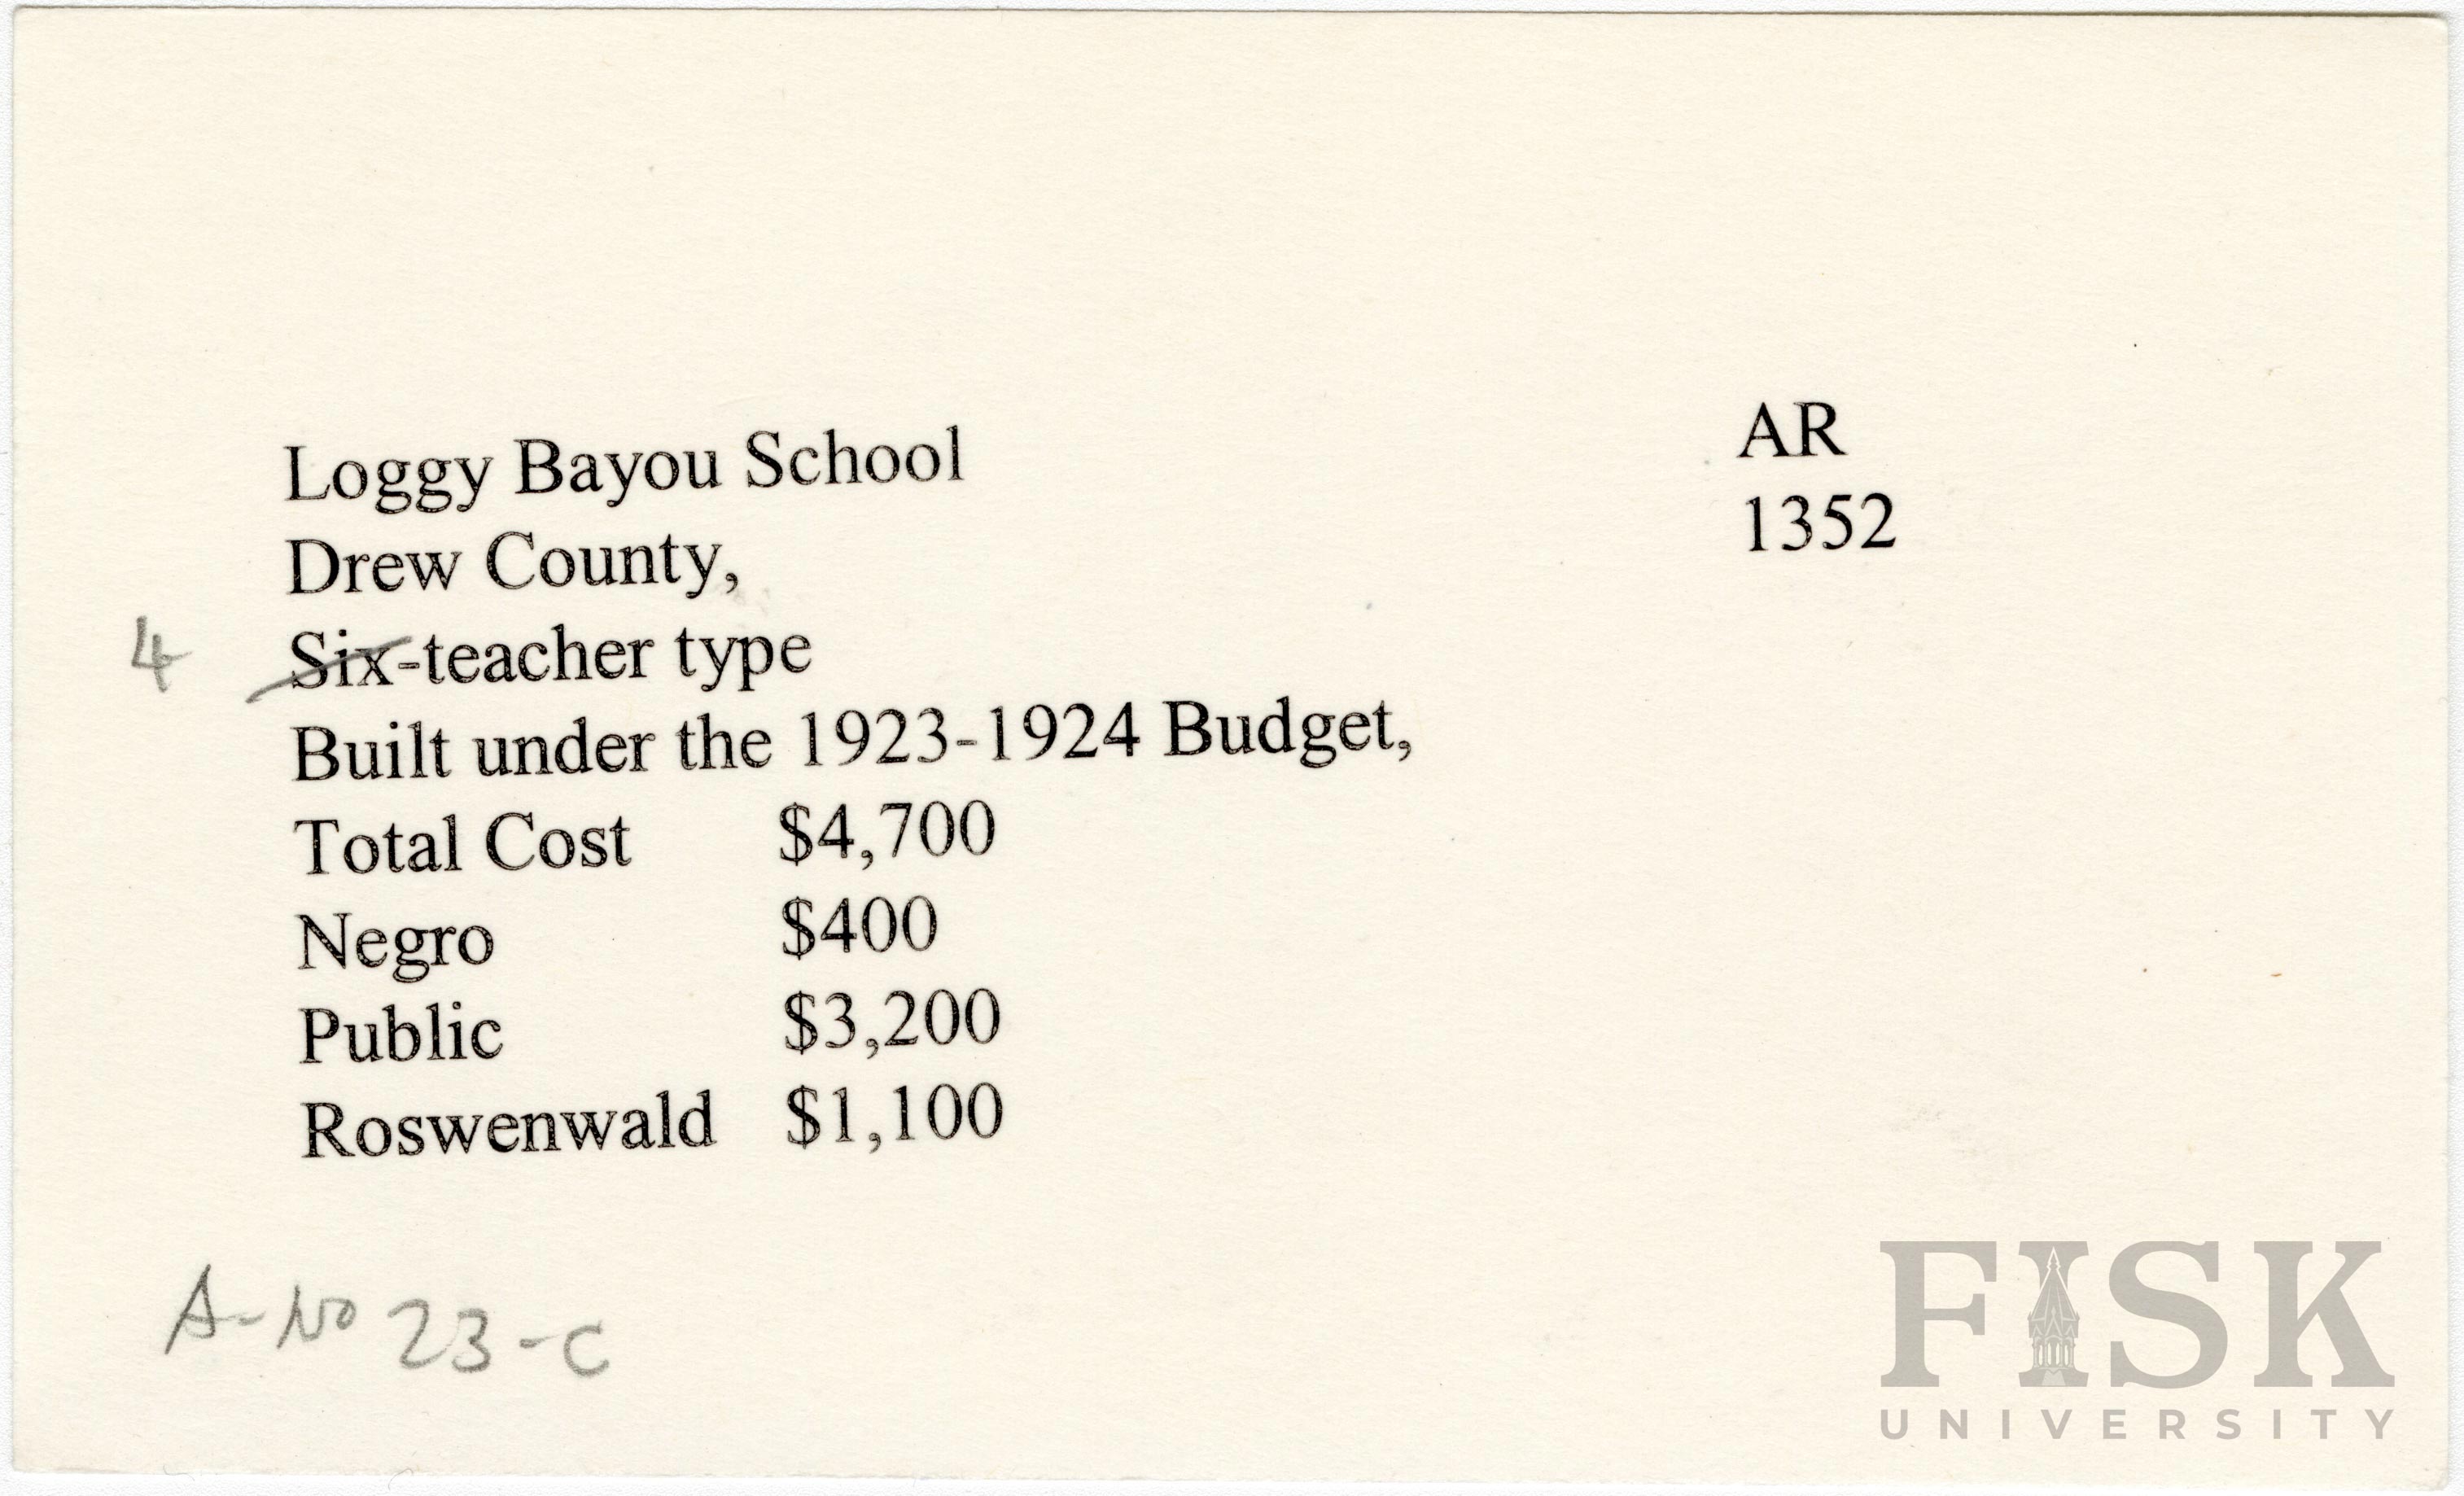 Loggy Bayou School
AR
Drew County,
1352
4 Six-teacher type
Built under the 1923-1924 Budget,
Total Cost $4,700
Negro $400
Public $3,200
Roswenwald $1,100
A-No 23-C
FISK
UNIVERSITY